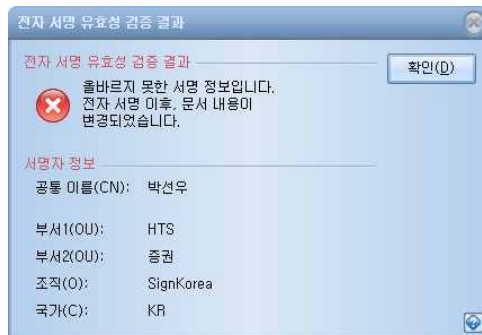 전자 서명 유효성 검증 결과
전자 서명 유효성 검증 결과
확인(D)
올바르지 못한 서명 정보입니다.
전자 서명 이후, 문서 내용이
변경되었습니다.
서명자 정보
공통 이름(CN): 박선우
부서1(OU): HTS
부서2(OU): 증권
조직(O): SignKorea
국가(C): KR